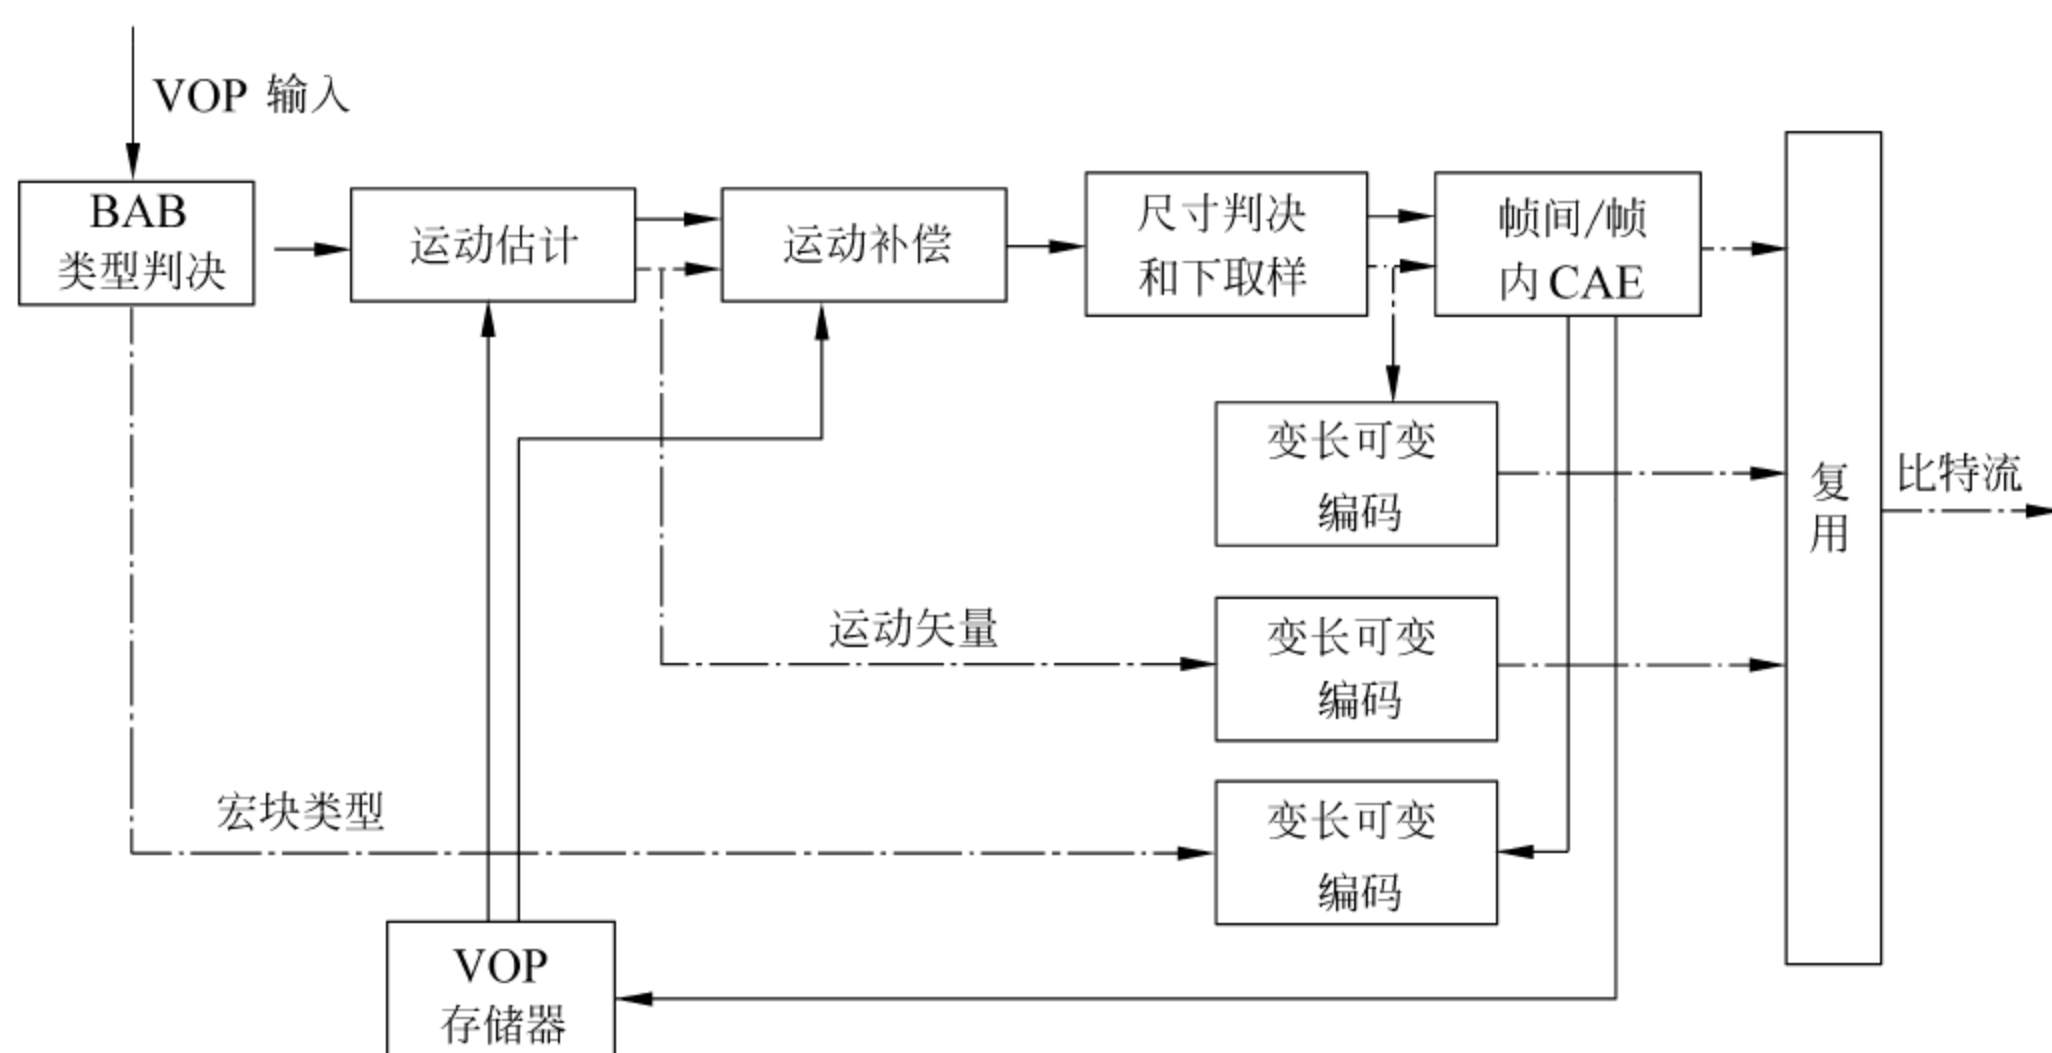 VOP 输入
BAB
类型判决
运动估计
运动补偿
尺寸判决
和下取样
帧间/帧
内CAE
变长可变
编码
复
用
比特流
运动矢量
变长可变
编码
宏块类型
变长可变
编码
VOP
存储器